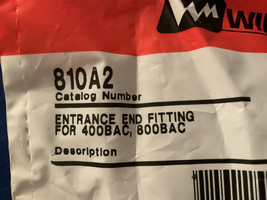 810A2
Catalog Number
ENTRANCE END FITTING
FOR 400BAC, 800BAC
Description